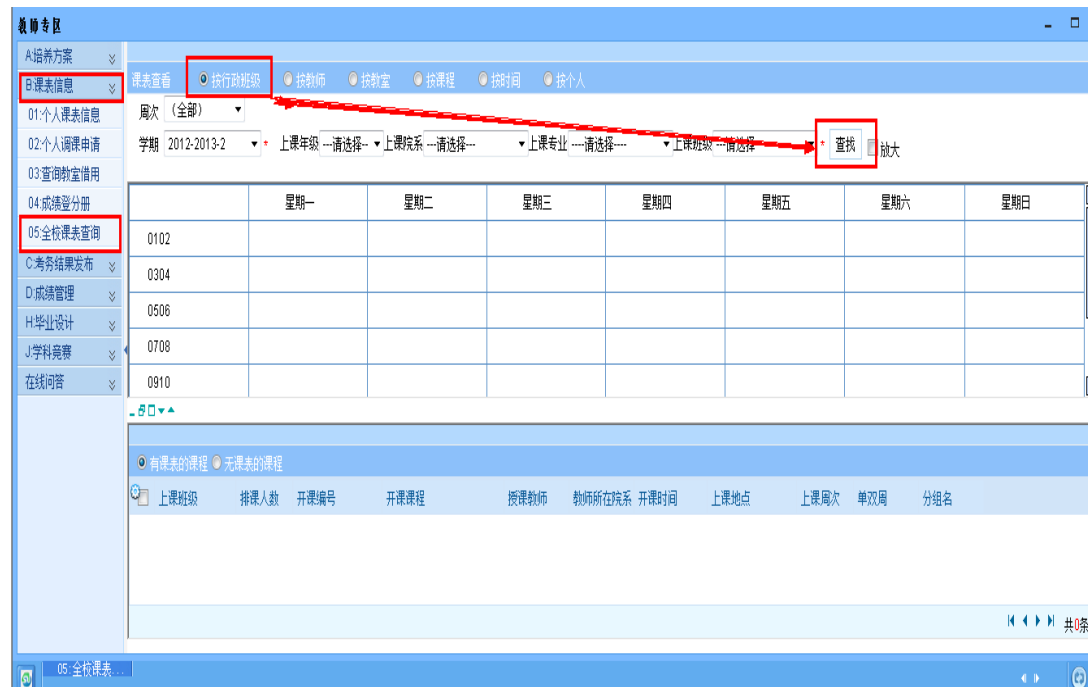 教师专区
A:培养方案
B:课表信息
01:个人课表信息
02:个人调课申请
03:查询教室借用
04:成绩登分册
05:全校课表查询
C:考务结果发布
D:成绩管理
H:毕业设计
J:学科竞赛
在线问答
课表查看 按行政班级 按教师 按教室 按课程 按时间 按个人
周次 (全部)
学期 2012-2013-2 * 上课年级 ---请选择-- 上课院系 ---请选择--- 上课专业 ----请选择---- 上课班级 ---请选择 * 查找 放大
星期一 星期二 星期三 星期四 星期五 星期六 星期日
0102
0304
0506
0708
0910
有课表的课程 无课表的课程
上课班级 排课人数 开课编号 开课课程 授课教师 教师所在院系 开课时间 上课地点 上课周次 单双周 分组名
共0条
05:全校课表...